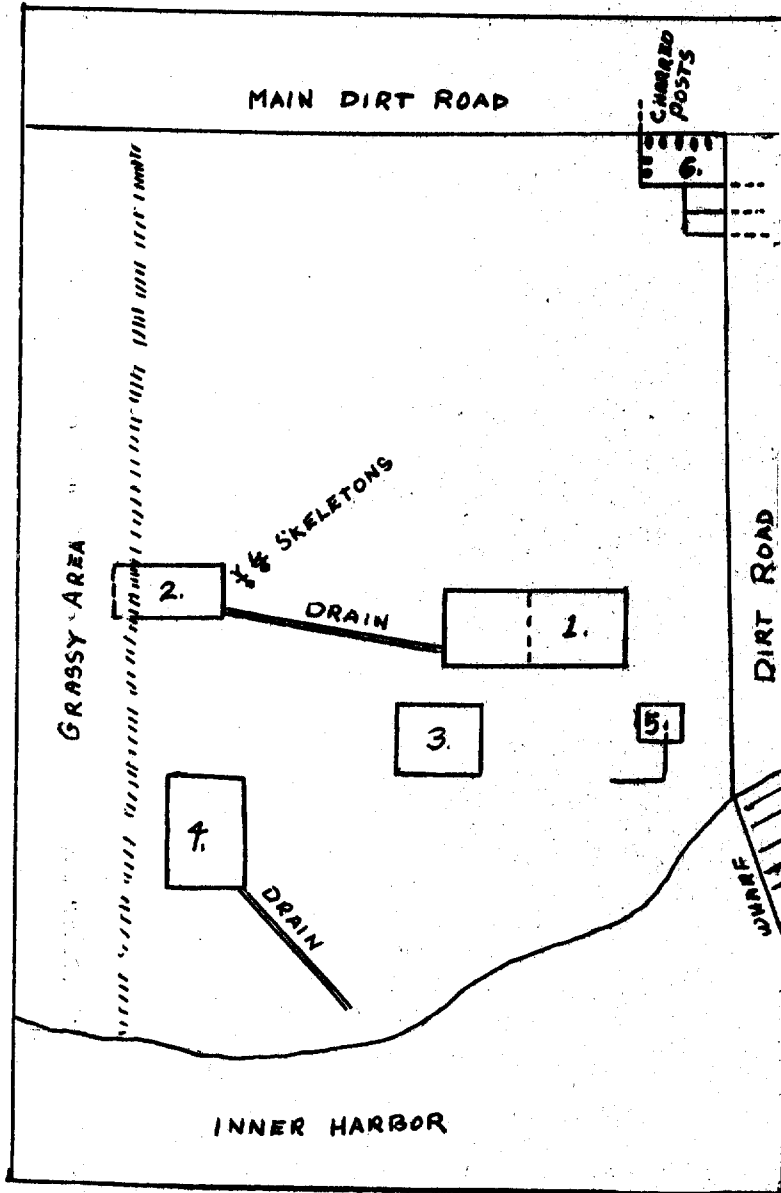 MAIN DIRT ROAD
CHARRED
POSTS
6.
SKELETONS
GRASSY AREA
2.
DRAIN
1.
DIRT ROAD
3.
5.
4.
DRAIN
WHARF
INNER HARBOR